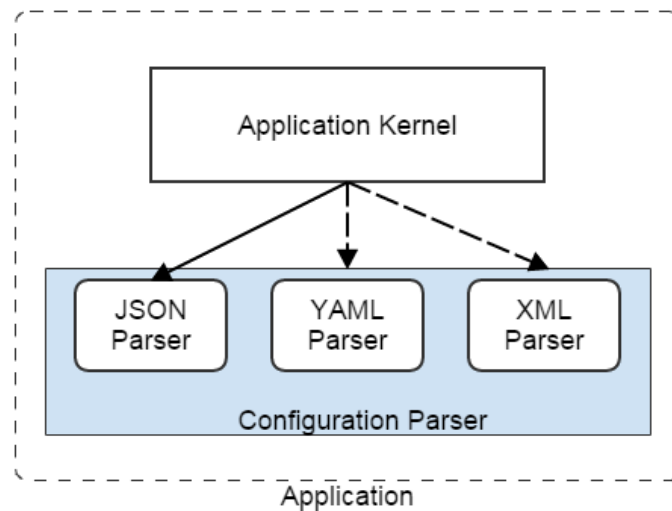 Application Kernel
JSON
Parser
YAML
Parser
XML
Parser
Configuration Parser
Application